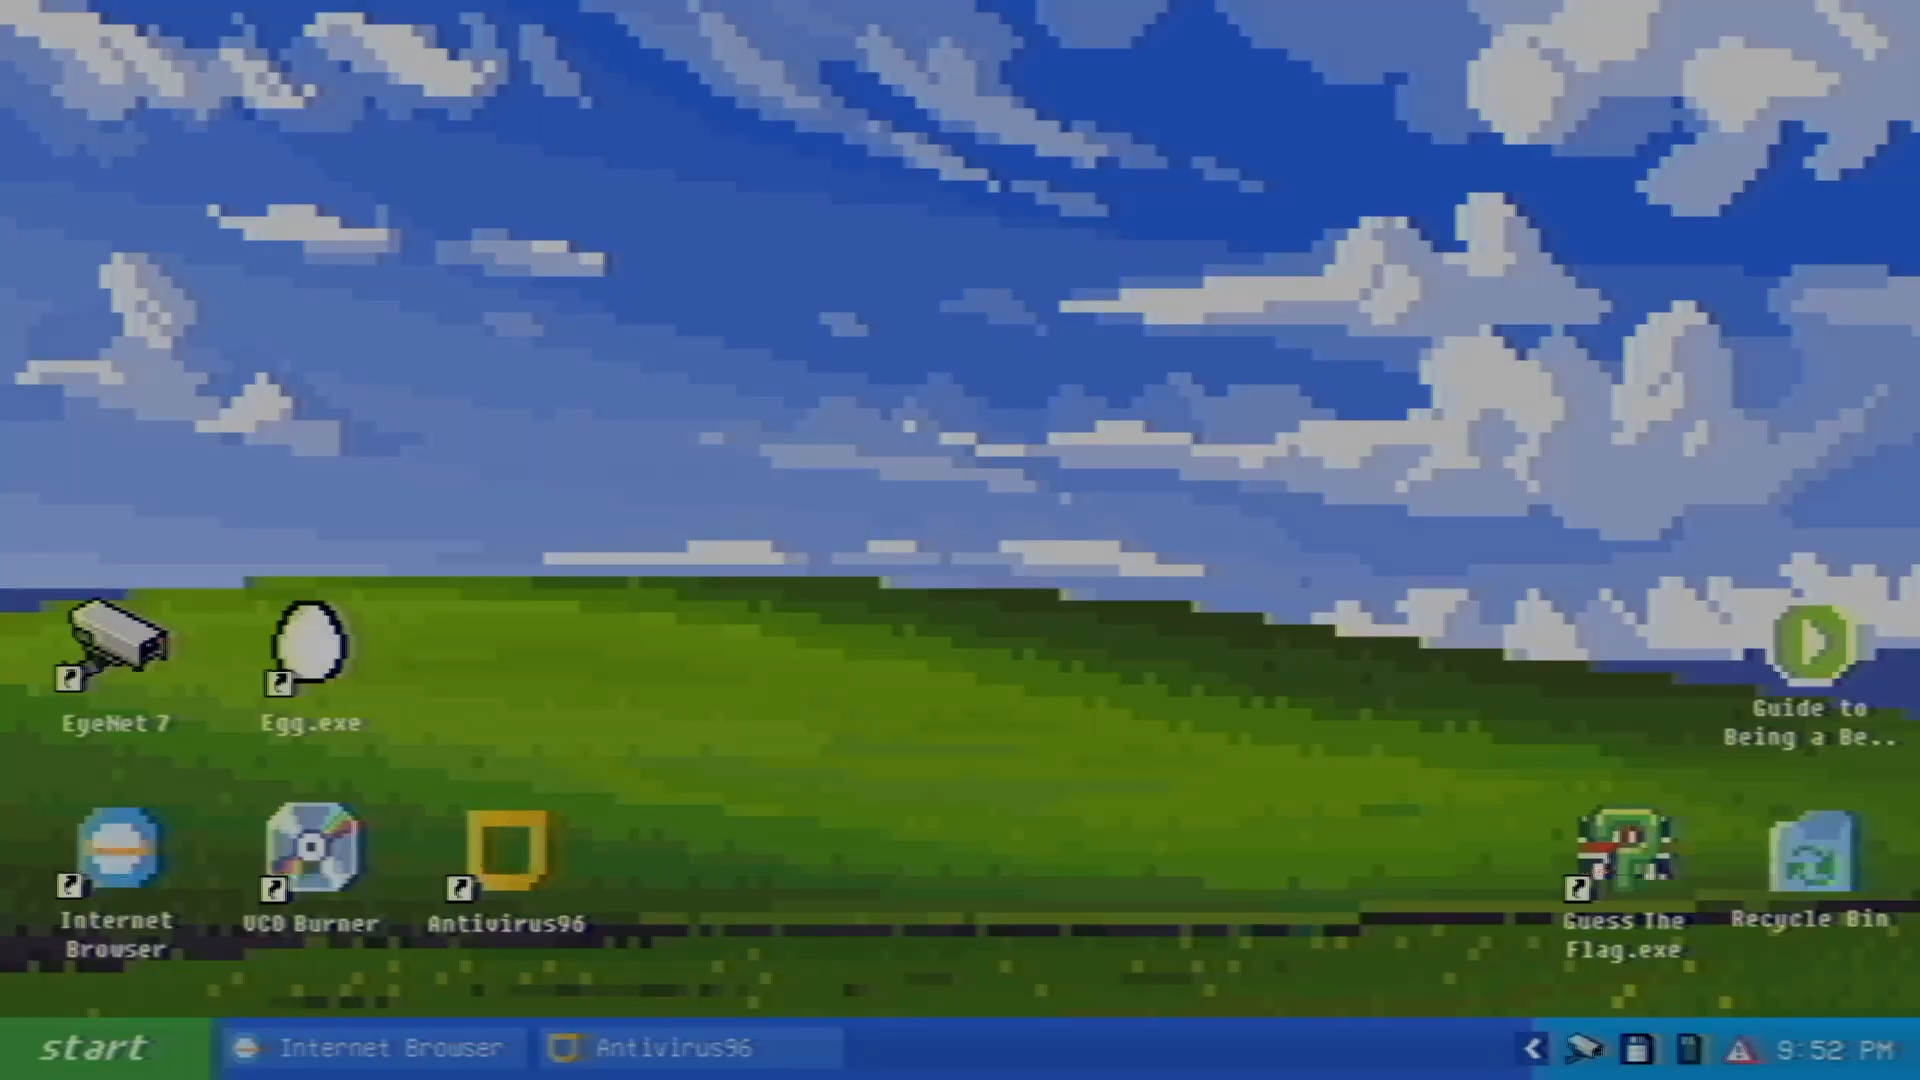 EyeNet 7
Egg.exe
Guide to
Being a Be..
Internet
Browser
VCD Burner
Antivirus96
Guess The
Flag.exe
Recycle Bin
start
Internet Browser
Antivirus96
9:52 PM